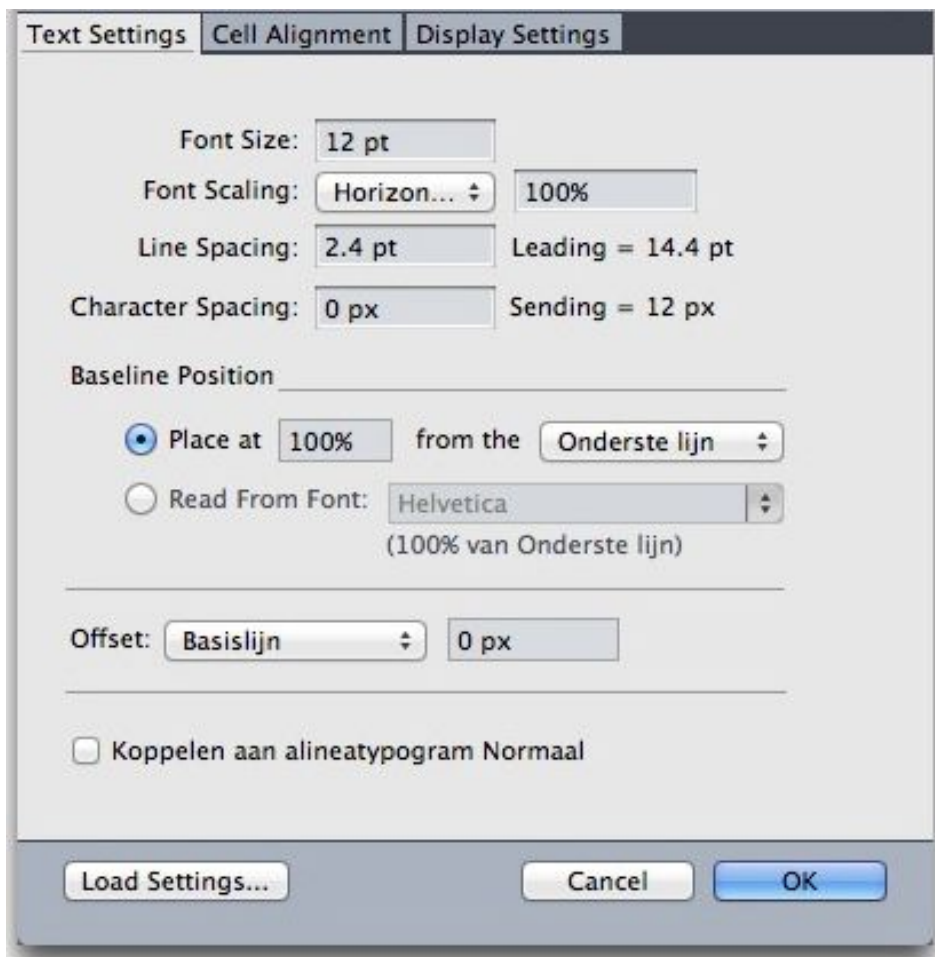 Text Settings Cell Alignment Display Settings
Font Size: 12 pt
Font Scaling: Horizon... 100%
Line Spacing: 2.4 pt Leading = 14.4 pt
Character Spacing: 0 px Sending = 12 px
Baseline Position
Place at 100% from the Onderste lijn
Read From Font: Helvetica
(100% van Onderste lijn)
Offset: Basislijn 0 px
Koppelen aan alineatypogram Normaal
Load Settings... Cancel OK